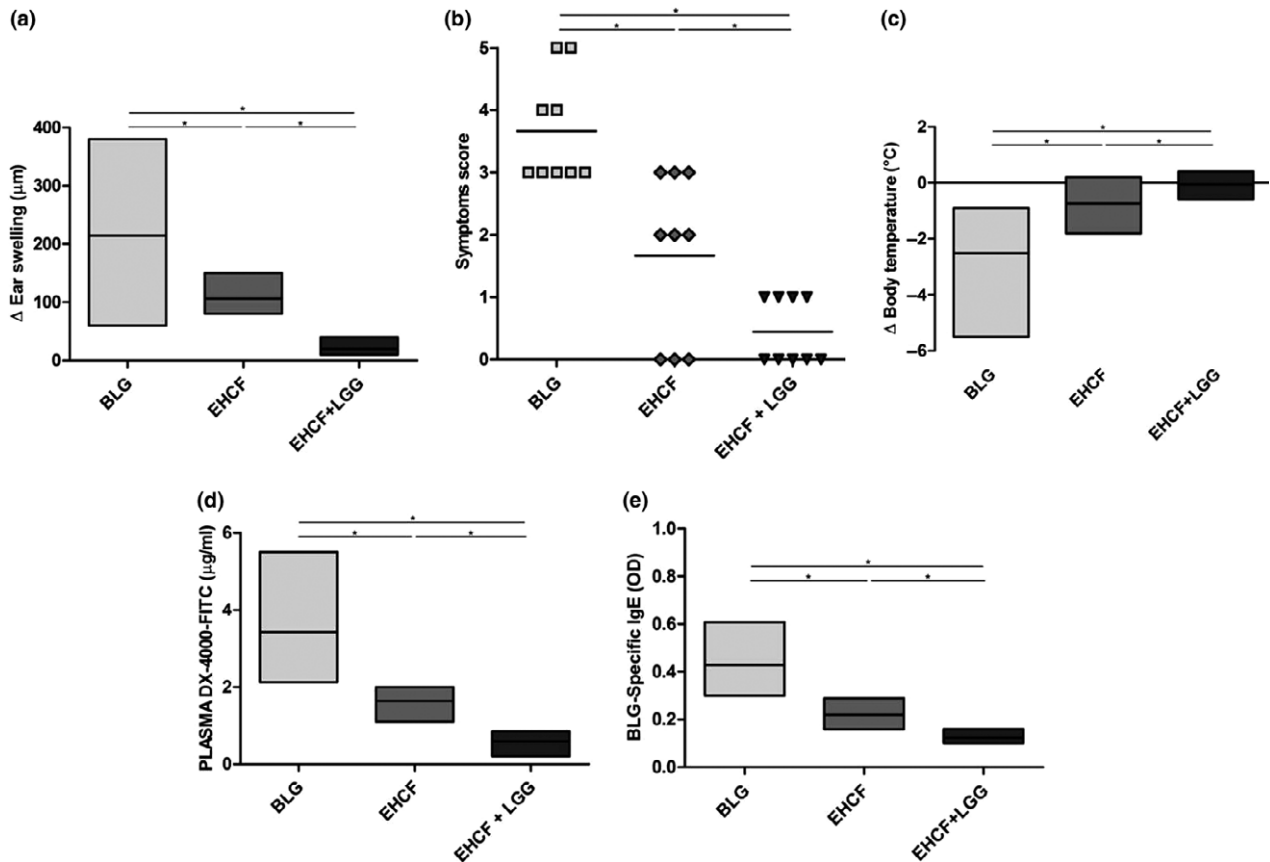 (a)
*
*
*
Δ Ear swelling (μm)
400
300
200
100
0
BLG
EHCF
EHCF+LGG
(b)
*
*
*
Symptoms score
5
4
3
2
1
0
BLG
EHCF
EHCF + LGG
(c)
*
*
*
Δ Body temperature (°C)
2
0
–2
–4
–6
BLG
EHCF
EHCF+LGG
(d)
*
*
*
PLASMA DX-4000-FITC (μg/ml)
6
4
2
0
BLG
EHCF
EHCF + LGG
(e)
*
*
*
BLG-Specific IgE (OD)
1.0
0.8
0.6
0.4
0.2
0.0
BLG
EHCF
EHCF+LGG